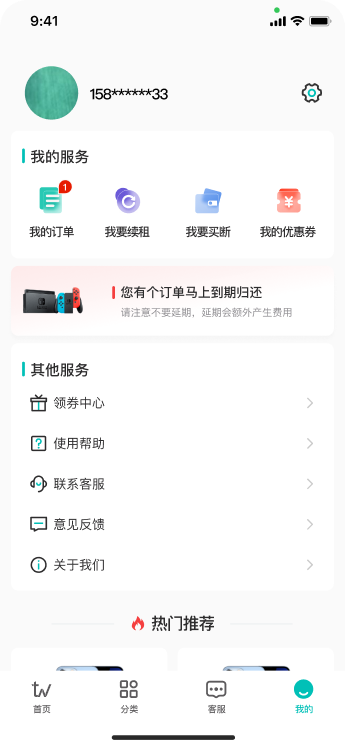 9:41
158******33
我的服务
1
我的订单
我要续租
我要买断
我的优惠券
您有个订单马上到期归还
请注意不要延期，延期会额外产生费用
其他服务
领券中心
使用帮助
联系客服
意见反馈
关于我们
热门推荐
首页
分类
客服
我的